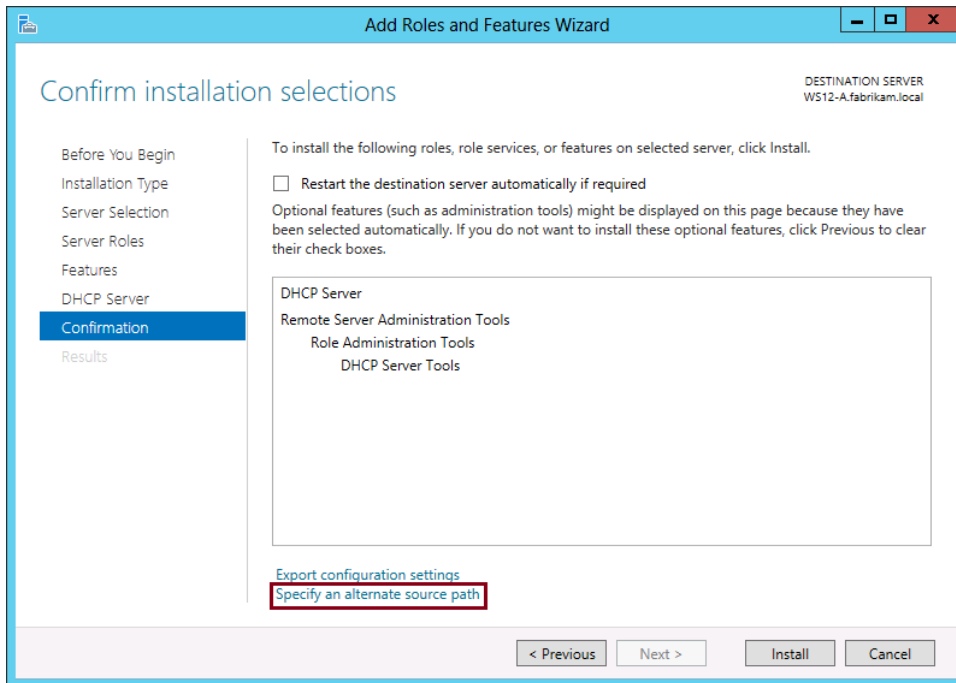 Add Roles and Features Wizard
Confirm installation selections
DESTINATION SERVER
WS12-A.fabrikam.local
Before You Begin
Installation Type
Server Selection
Server Roles
Features
DHCP Server
Confirmation
Results
To install the following roles, role services, or features on selected server, click Install.
Restart the destination server automatically if required
Optional features (such as administration tools) might be displayed on this page because they have
been selected automatically. If you do not want to install these optional features, click Previous to clear
their check boxes.
DHCP Server
Remote Server Administration Tools
Role Administration Tools
DHCP Server Tools
Export configuration settings
Specify an alternate source path
< Previous
Next >
Install
Cancel